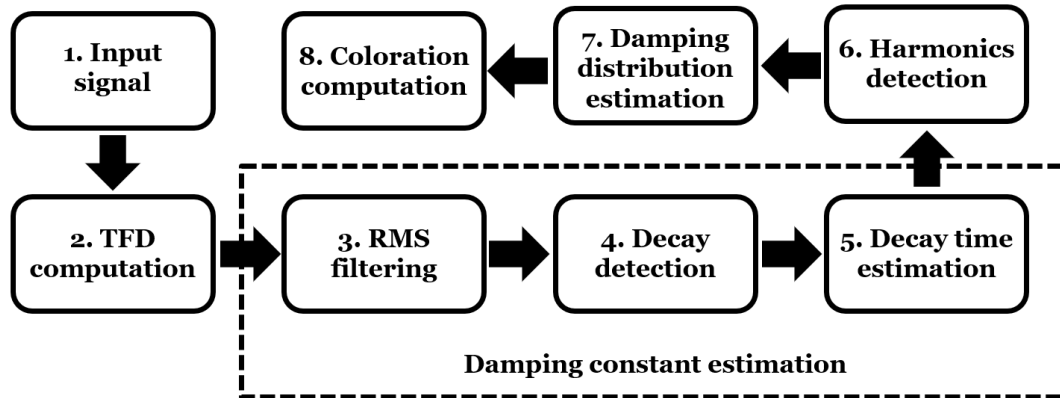 1. Input
signal
2. TFD
computation
3. RMS
filtering
4. Decay
detection
5. Decay time
estimation
6. Harmonics
detection
7. Damping
distribution
estimation
8. Coloration
computation
Damping constant estimation